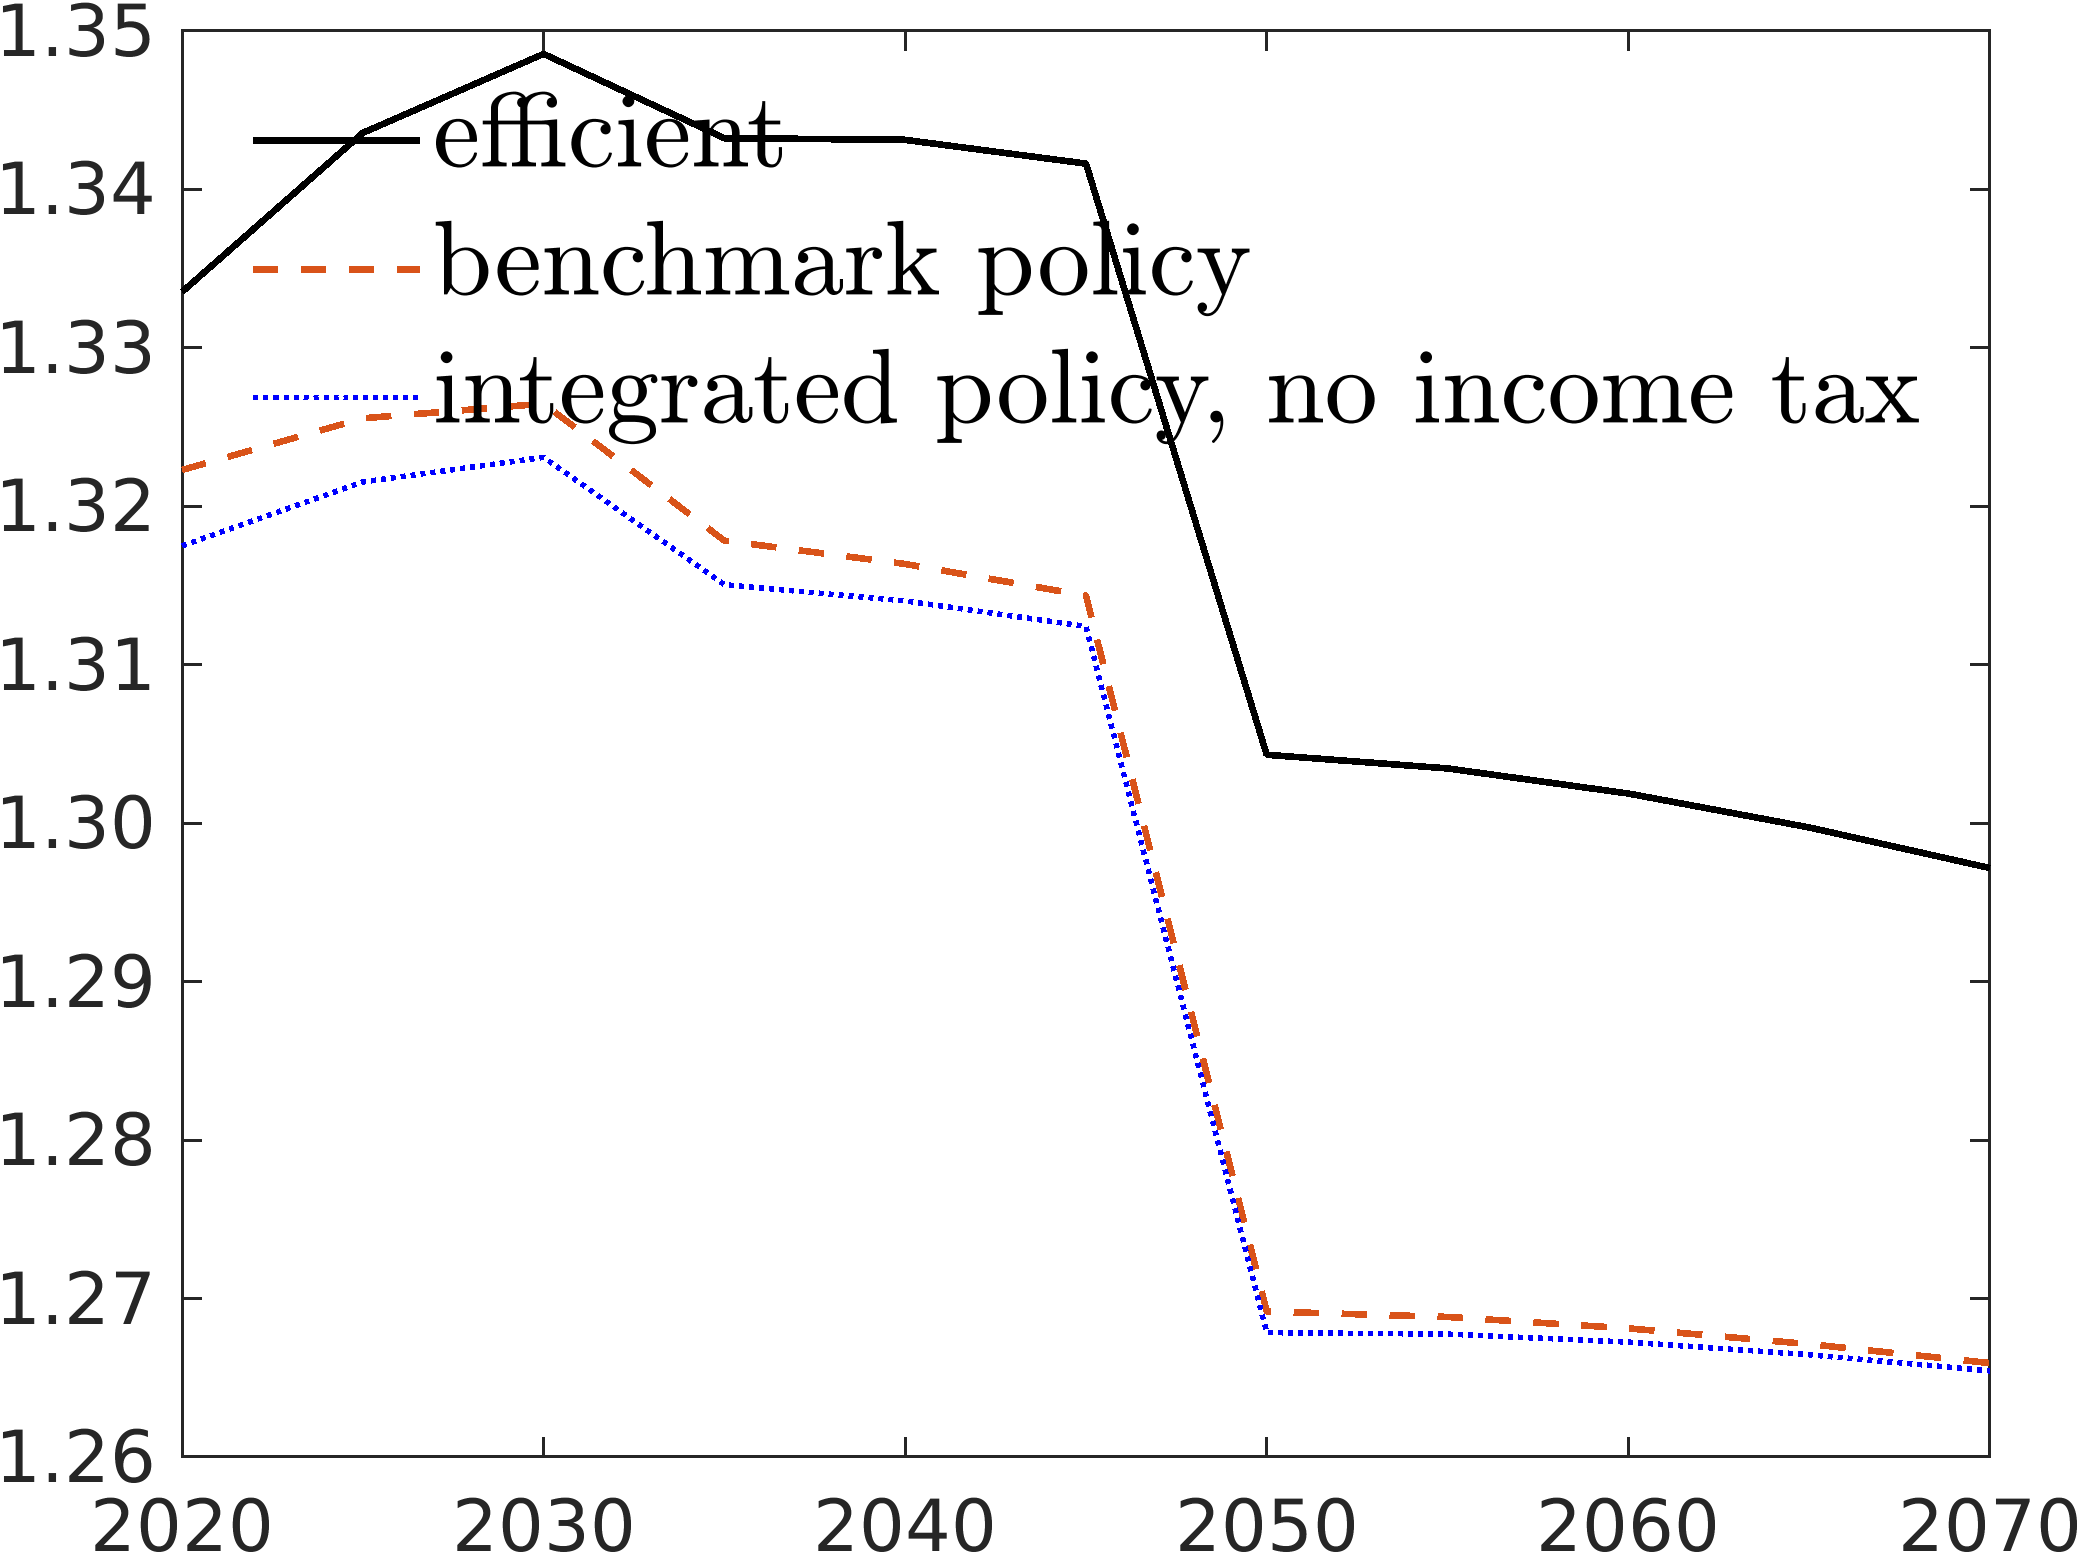 1.35
efficient
1.34
benchmark policy
1.33
integrated policy, no income tax
1.32
1.31
1.30
1.29
1.28
1.27
1.26
2020 2030 2040 2050 2060 2070